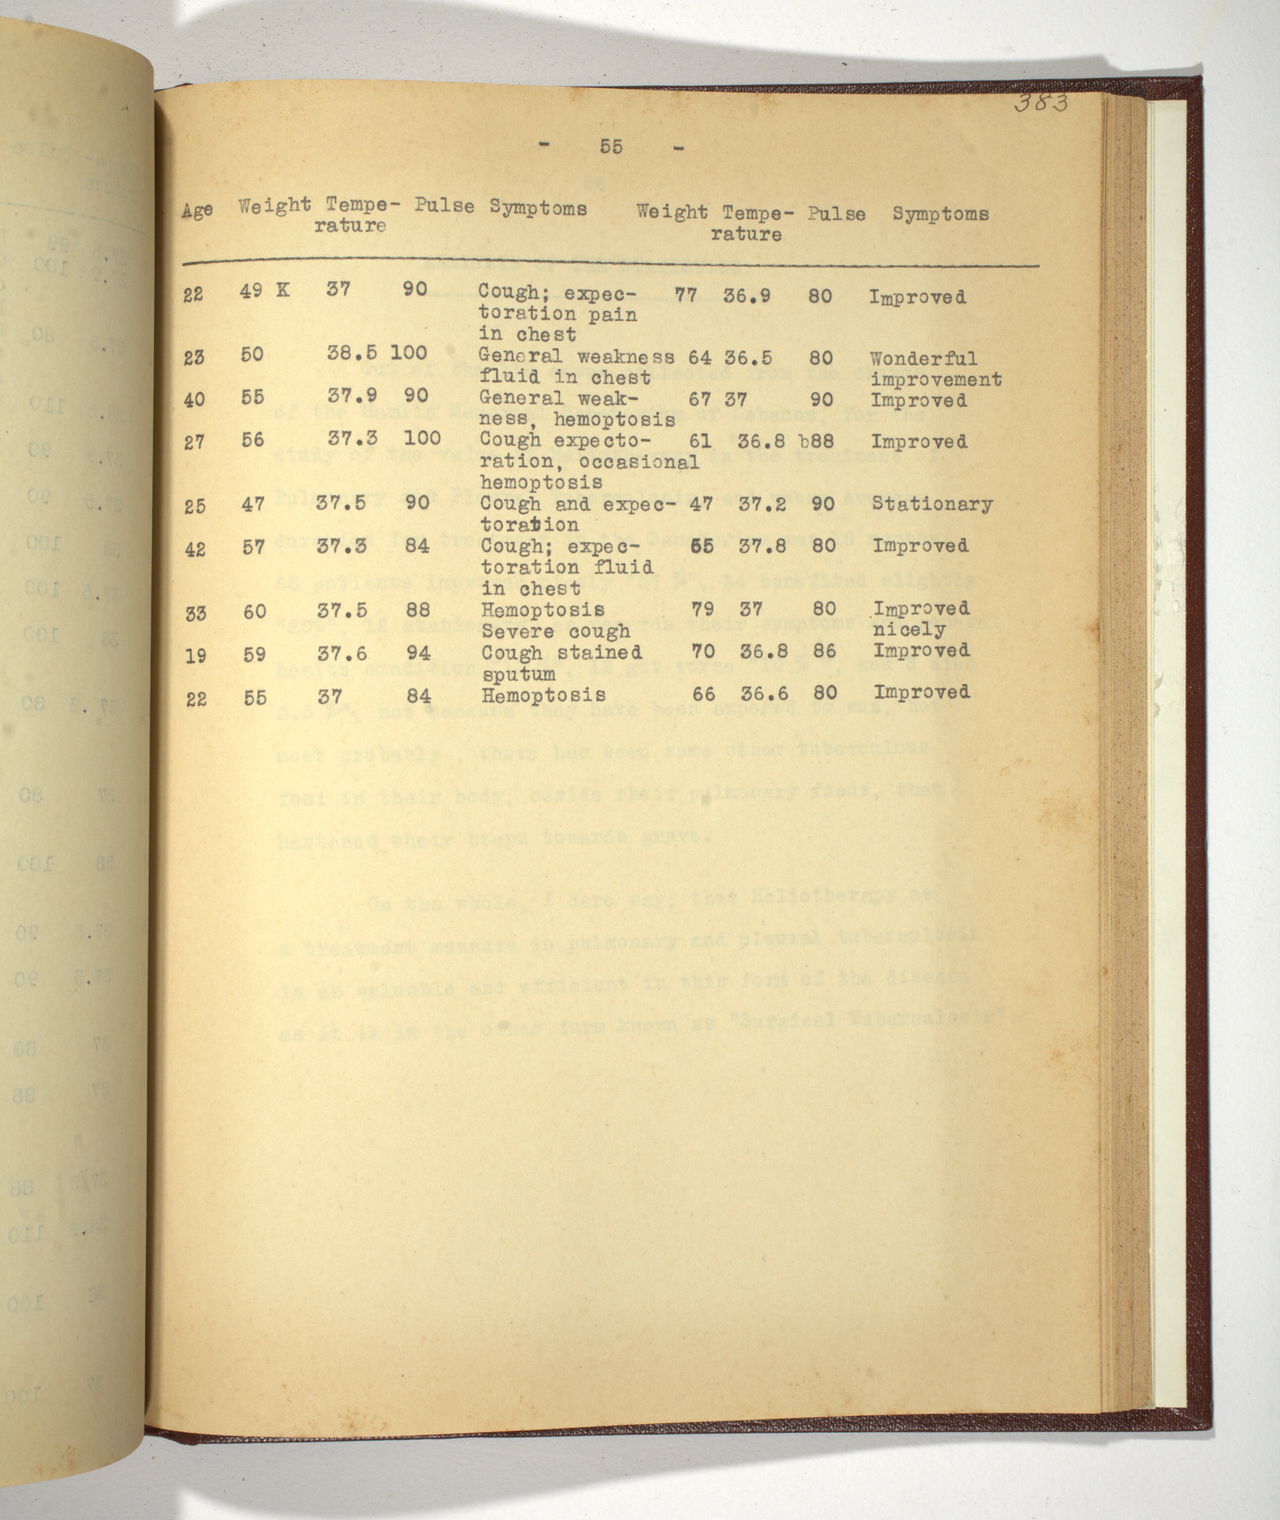 383
- 55 -
Age Weight Tempe- Pulse Symptoms Weight Tempe- Pulse Symptoms
rature rature
22 49 K 37 90 Cough; expec- 77 36.9 80 Improved
toration pain
in chest
23 50 38.5 100 General weakness 64 36.5 80 Wonderful
fluid in chest improvement
40 55 37.9 90 General weak- 67 37 90 Improved
ness, hemoptosis
27 56 37.3 100 Cough expecto- 61 36.8 b88 Improved
ration, occasional
hemoptosis
25 47 37.5 90 Cough and expec- 47 37.2 90 Stationary
toration
42 57 37.3 84 Cough; expec- 65 37.8 80 Improved
toration fluid
in chest
33 60 37.5 88 Hemoptosis 79 37 80 Improved
Severe cough nicely
19 59 37.6 94 Cough stained 70 36.8 86 Improved
sputum
22 55 37 84 Hemoptosis 66 36.6 80 Improved